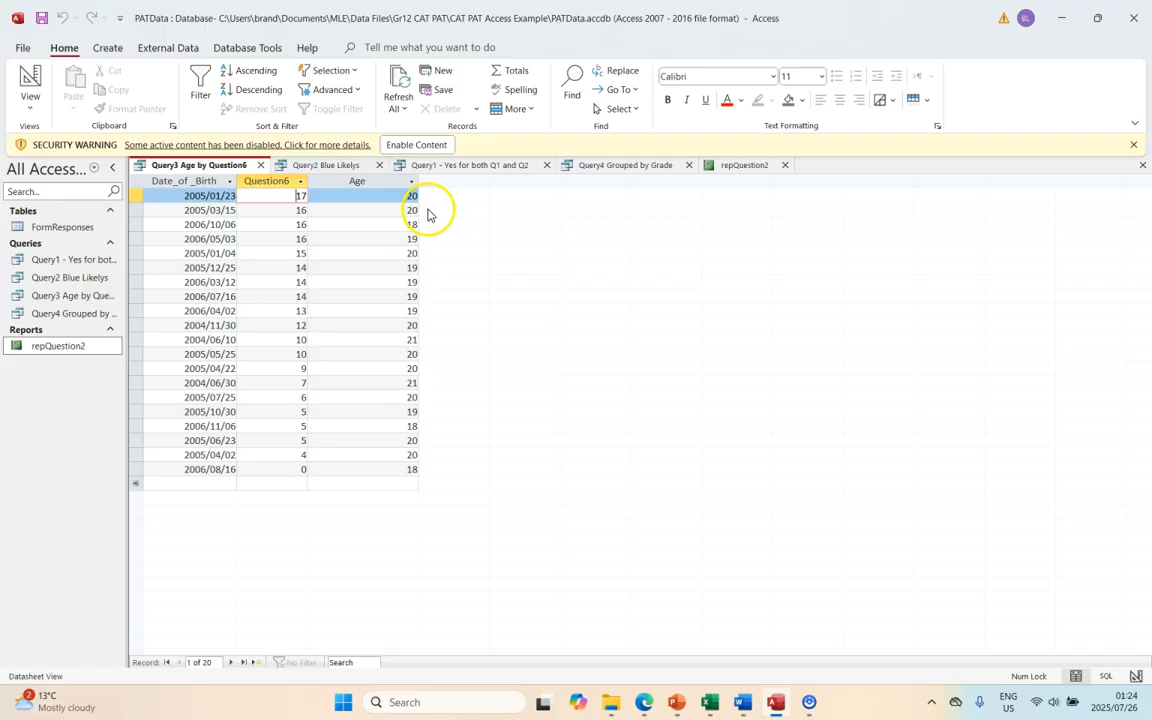 PATData : Database- C:\Users\brand\Documents\MLE\Data Files\Gr12 CAT PAT\CAT PAT Access Example\PATData.accdb (Access 2007 - 2016 file format) - Access
BL
File Home Create External Data Database Tools Help Tell me what you want to do
View
Views
Paste
Cut
Copy
Format Painter
Clipboard
Filter
Ascending
Descending
Remove Sort
Selection
Advanced
Toggle Filter
Sort & Filter
Refresh
All
New
Save
Delete
Totals
Spelling
More
Records
Find
Replace
Go To
Select
Find
Calibri 11
B I U A
Text Formatting
SECURITY WARNING Some active content has been disabled. Click for more details. Enable Content
All Access...
Search...
Tables
FormResponses
Queries
Query1 - Yes for bot...
Query2 Blue Likelys
Query3 Age by Que...
Query4 Grouped by ...
Reports
repQuestion2
Query3 Age by Question6 Query2 Blue Likelys Query1 - Yes for both Q1 and Q2 Query4 Grouped by Grade repQuestion2
Date_of _Birth Question6 Age
2005/01/23 17 20
2005/03/15 16 20
2006/10/06 16 18
2006/05/03 16 19
2005/01/04 15 20
2005/12/25 14 19
2006/03/12 14 19
2006/07/16 14 19
2006/04/02 13 19
2004/11/30 12 20
2004/06/10 10 21
2005/05/25 10 20
2005/04/22 9 20
2004/06/30 7 21
2005/07/25 6 20
2005/10/30 5 19
2006/11/06 5 18
2005/06/23 5 20
2005/04/02 4 20
2006/08/16 0 18
Record: 1 of 20 No Filter Search
Datasheet View Num Lock SQL
13°C
Mostly cloudy
Search
ENG
US
01:24
2025/07/26